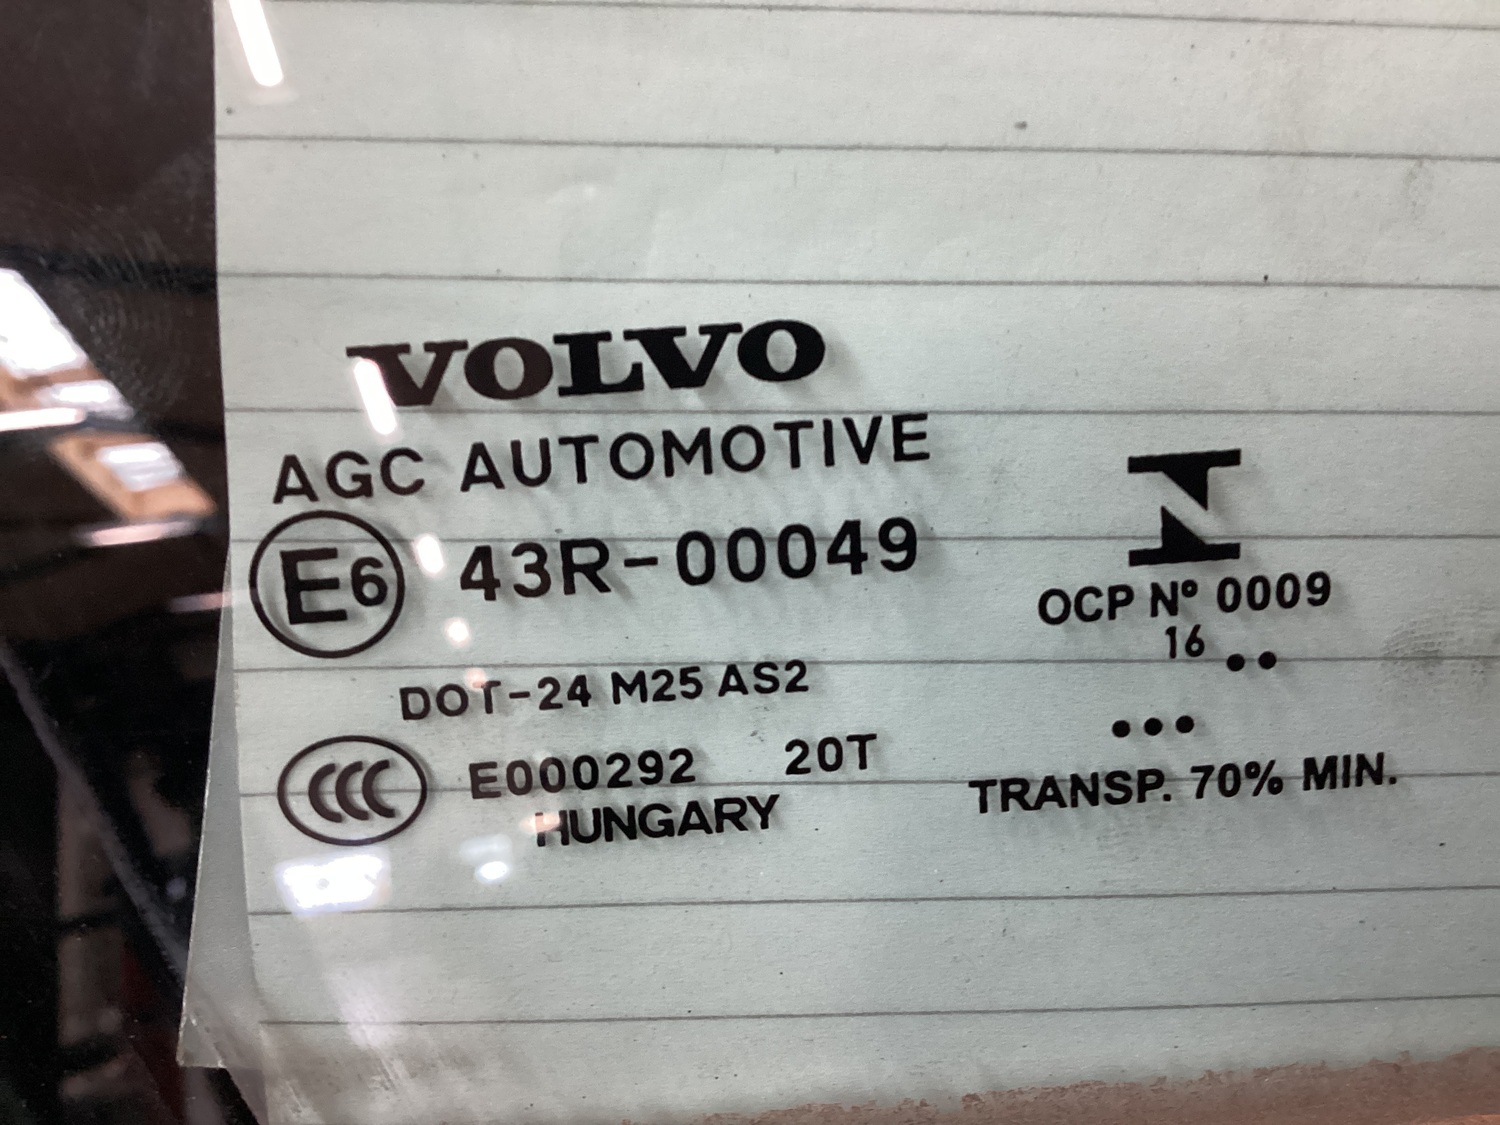 VOLVO
AGC AUTOMOTIVE
E6 43R-00049
DOT-24 M25 AS2
CCC E000292 20T
HUNGARY
N
OCP Nº 0009
16 ..
...
TRANSP. 70% MIN.